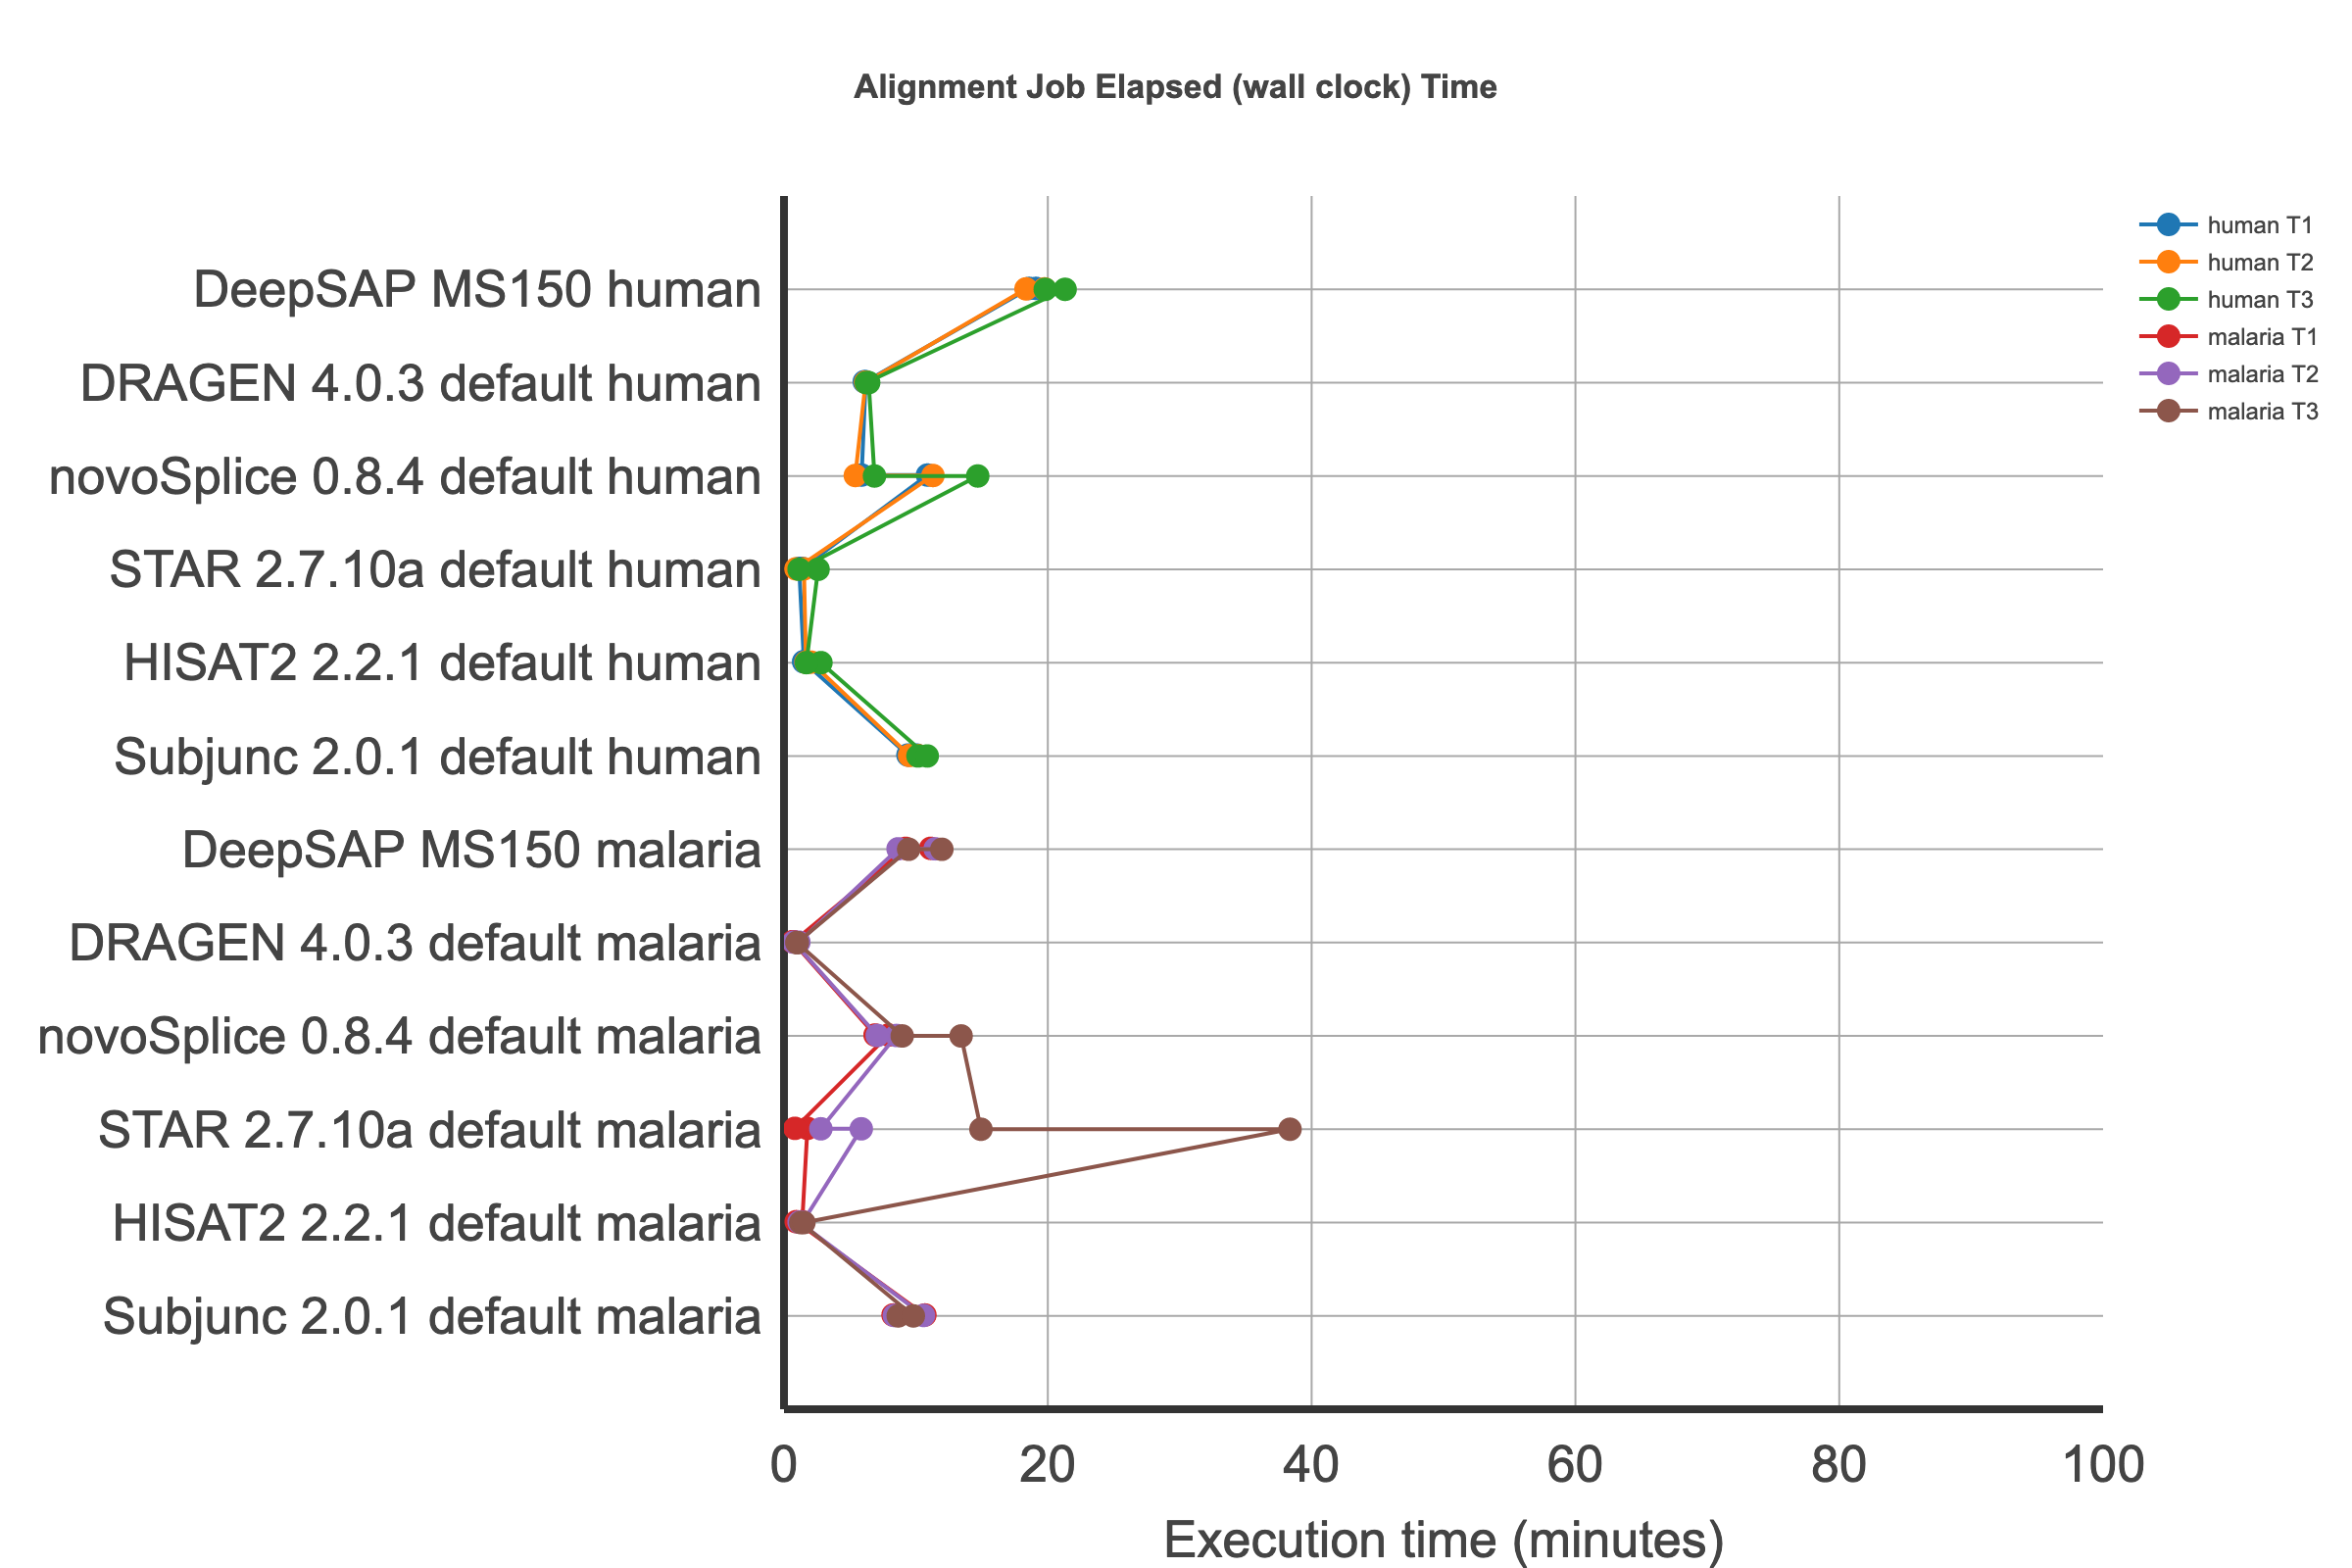 Alignment Job Elapsed (wall clock) Time
human T1
human T2
human T3
malaria T1
malaria T2
malaria T3
DeepSAP MS150 human
DRAGEN 4.0.3 default human
novoSplice 0.8.4 default human
STAR 2.7.10a default human
HISAT2 2.2.1 default human
Subjunc 2.0.1 default human
DeepSAP MS150 malaria
DRAGEN 4.0.3 default malaria
novoSplice 0.8.4 default malaria
STAR 2.7.10a default malaria
HISAT2 2.2.1 default malaria
Subjunc 2.0.1 default malaria
0 20 40 60 80 100
Execution time (minutes)